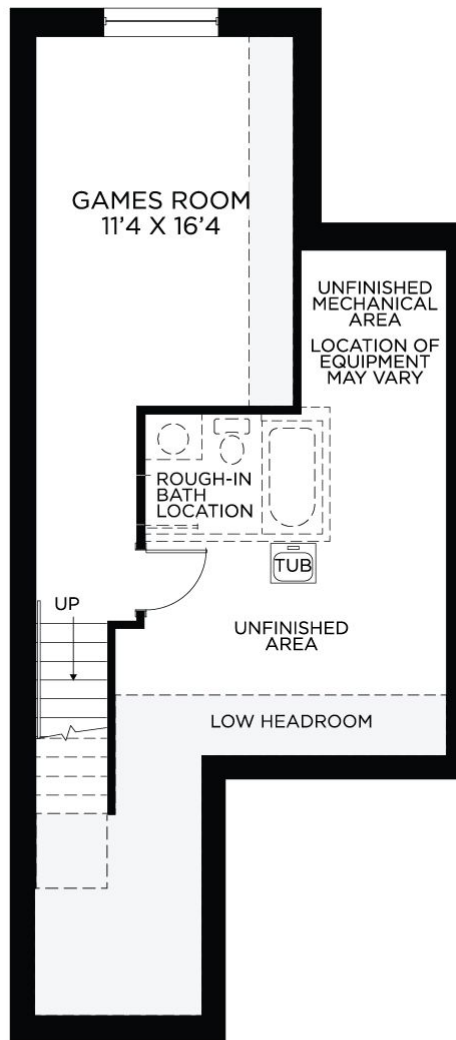 GAMES ROOM
11'4 X 16'4
UNFINISHED
MECHANICAL
AREA
LOCATION OF
EQUIPMENT
MAY VARY
ROUGH-IN
BATH
LOCATION
TUB
UP
UNFINISHED
AREA
LOW HEADROOM